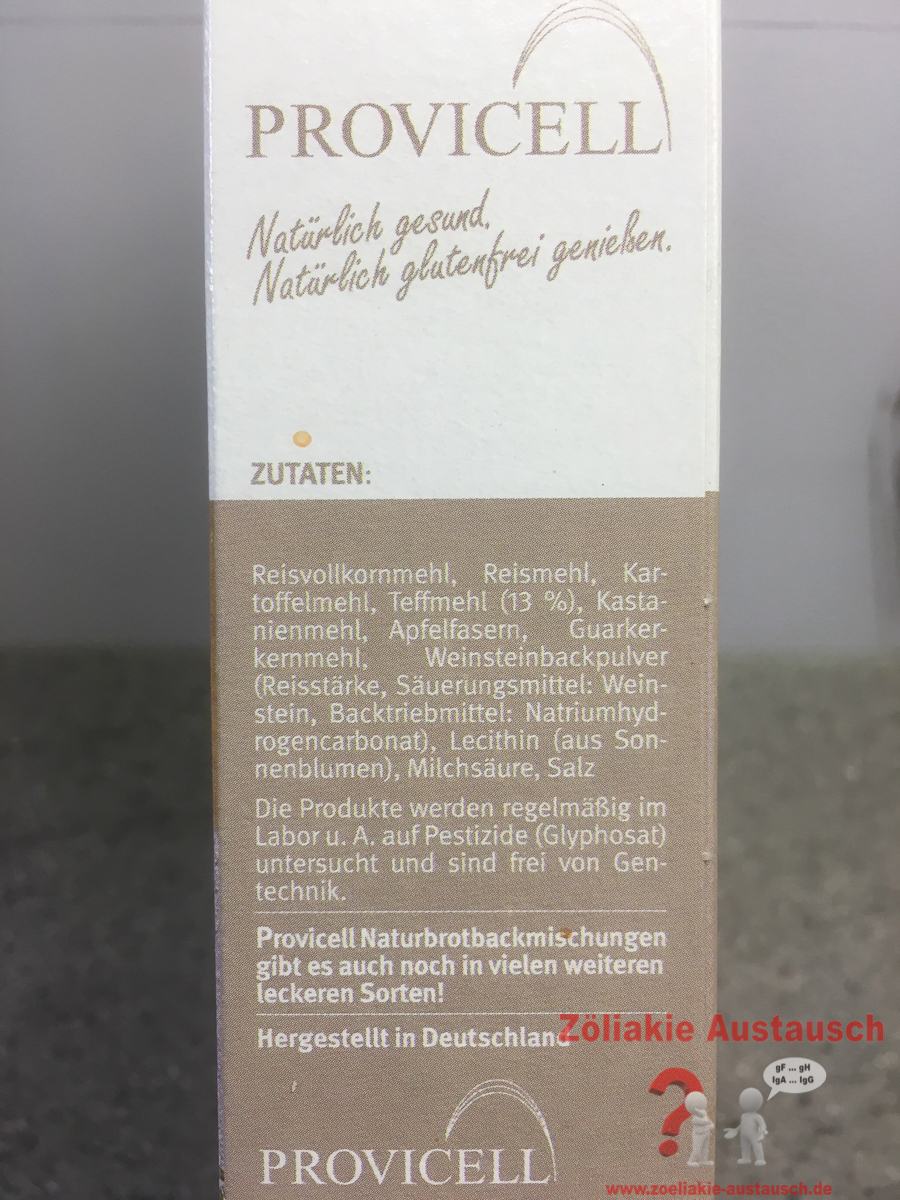 PROVICELL
Natürlich gesund.
Natürlich glutenfrei genießen.
ZUTATEN:
Reisvollkornmehl, Reismehl, Kar-
toffelmehl, Teffmehl (13 %), Kasta-
nienmehl, Apfelfasern, Guarker-
kernmehl, Weinsteinbackpulver
(Reisstärke, Säuerungsmittel: Wein-
stein, Backtriebmittel: Natriumhyd-
rogencarbonat), Lecithin (aus Son-
nenblumen), Milchsäure, Salz
Die Produkte werden regelmäßig im
Labor u. A. auf Pestizide (Glyphosat)
untersucht und sind frei von Gen-
technik.
Provicell Naturbrotbackmischungen
gibt es auch noch in vielen weiteren
leckeren Sorten!
Hergestellt in Deutschland
Zöliakie Austausch
gF ... gH
IgA ... IgG
?
PROVICELL
www.zoeliakie-austausch.de